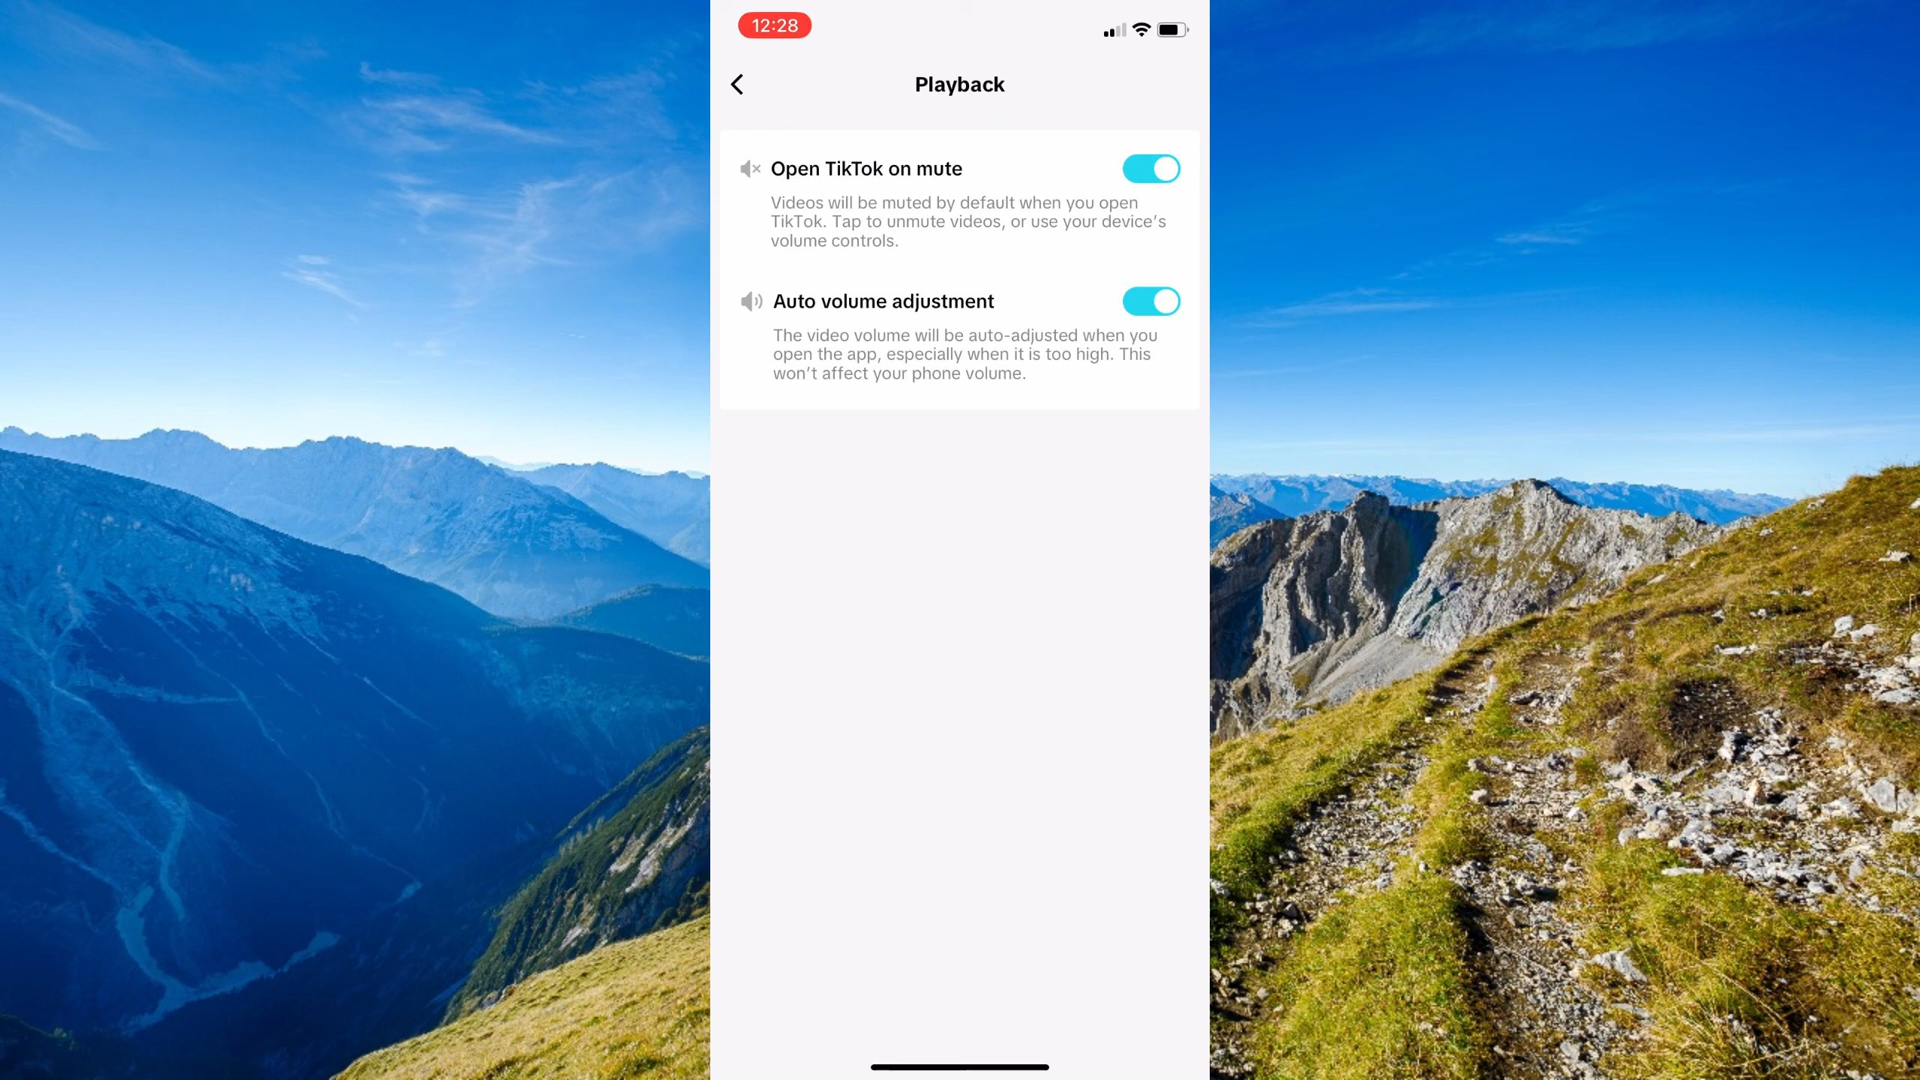 12:28
Playback
Open TikTok on mute
Videos will be muted by default when you open
TikTok. Tap to unmute videos, or use your device's
volume controls.
Auto volume adjustment
The video volume will be auto-adjusted when you
open the app, especially when it is too high. This
won't affect your phone volume.